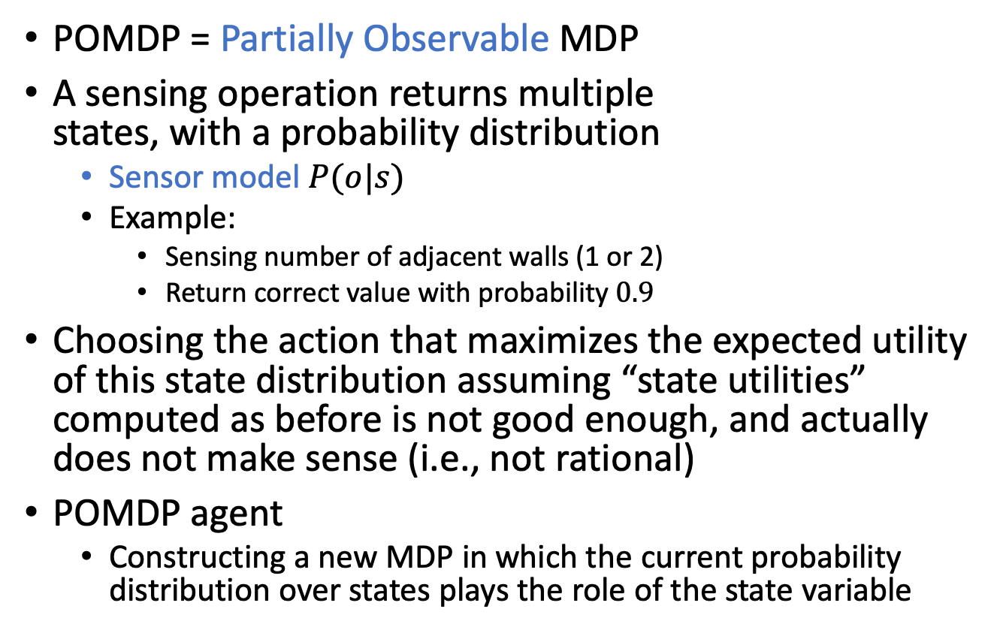 • POMDP = Partially Observable MDP
• A sensing operation returns multiple
states, with a probability distribution
• Sensor model P(o|s)
• Example:
• Sensing number of adjacent walls (1 or 2)
• Return correct value with probability 0.9
• Choosing the action that maximizes the expected utility
of this state distribution assuming “state utilities”
computed as before is not good enough, and actually
does not make sense (i.e., not rational)
• POMDP agent
• Constructing a new MDP in which the current probability
distribution over states plays the role of the state variable